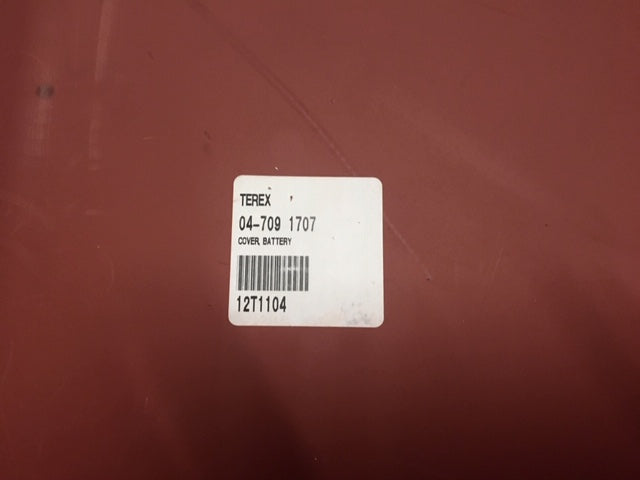 TEREX
04-709 1707
COVER, BATTERY
12T1104